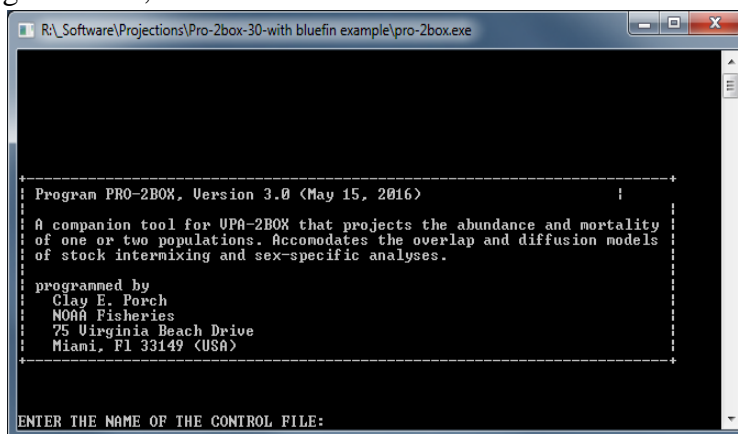 R:\_Software\Projections\Pro-2box-30-with bluefin example\pro-2box.exe
Program PRO-2BOX, Version 3.0 (May 15, 2016)
A companion tool for VPA-2BOX that projects the abundance and mortality
of one or two populations. Accomodates the overlap and diffusion models
of stock intermixing and sex-specific analyses.
programmed by
Clay E. Porch
NOAA Fisheries
75 Virginia Beach Drive
Miami, Fl 33149 (USA)
ENTER THE NAME OF THE CONTROL FILE: